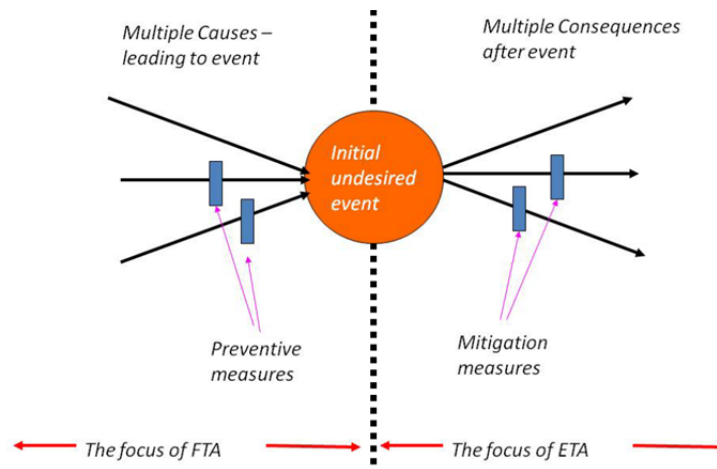 Multiple Causes –
leading to event
Multiple Consequences
after event
Initial
undesired
event
Preventive
measures
Mitigation
measures
The focus of FTA
The focus of ETA